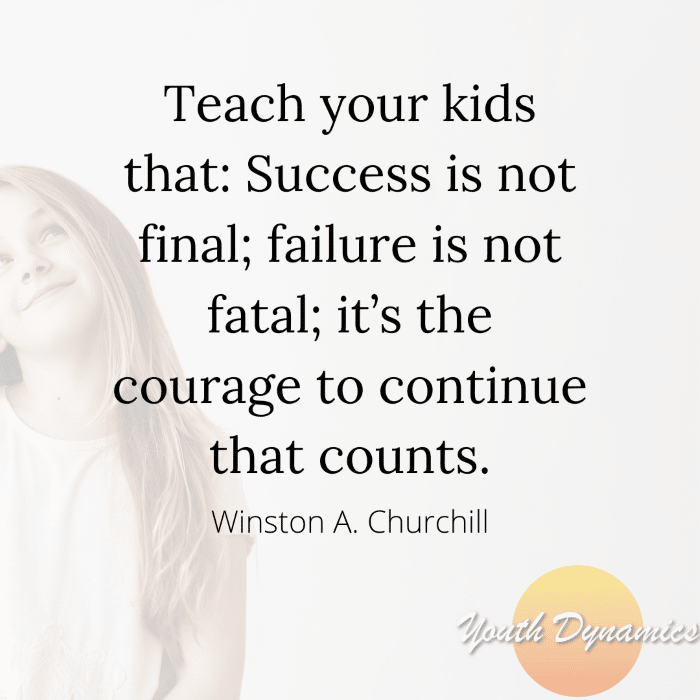 Teach your kids
that: Success is not
final; failure is not
fatal; it’s the
courage to continue
that counts.
Winston A. Churchill
Youth Dynamics